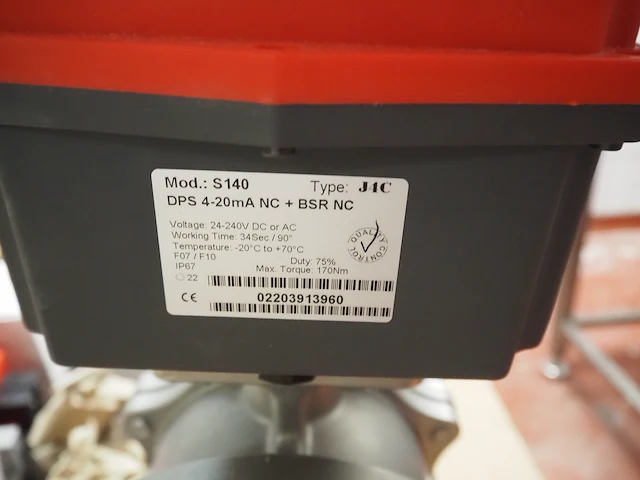 Mod.: S140 Type: J4C
DPS 4-20mA NC + BSR NC
Voltage: 24-240V DC or AC
Working Time: 34Sec / 90°
Temperature: -20°C to +70°C
F07 / F10 Duty: 75%
IP67 Max. Torque: 170Nm
22
CE 02203913960
QUALITY CONTROL